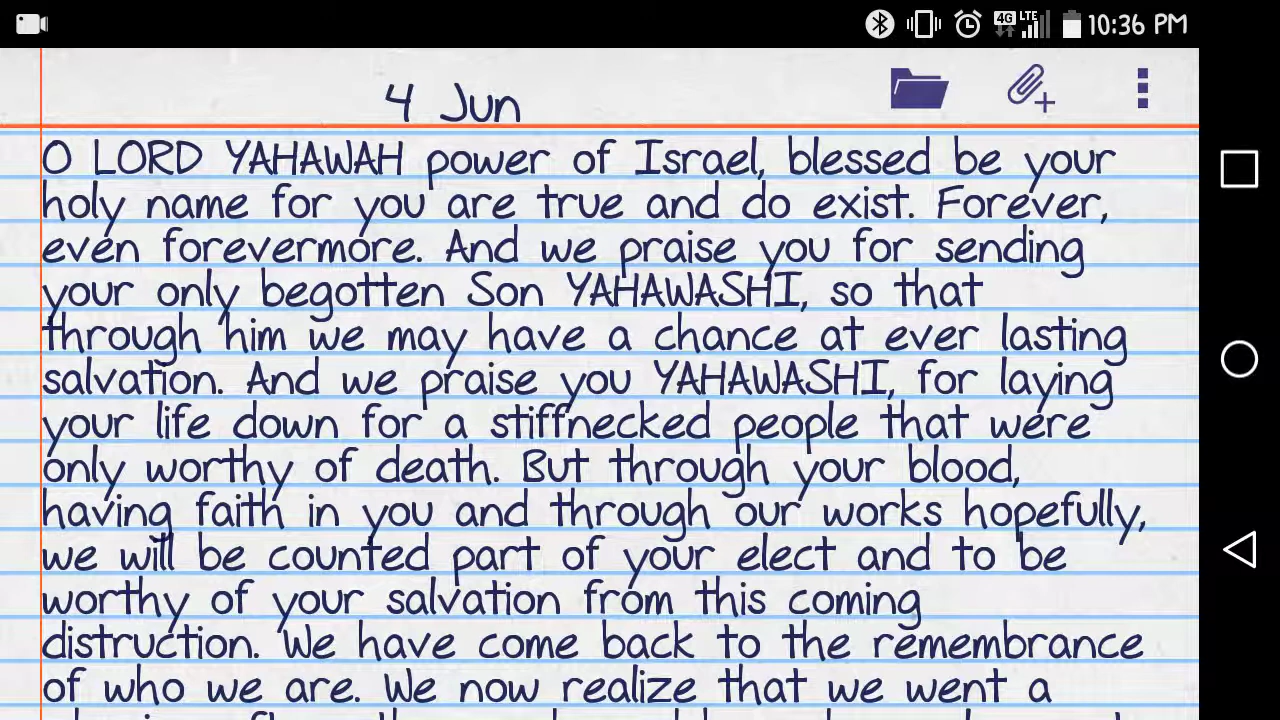 4G LTE 10:36 PM
4 Jun
O LORD YAHAWAH power of Israel, blessed be your
holy name for you are true and do exist. Forever,
even forevermore. And we praise you for sending
your only begotten Son YAHAWASHI, so that
through him we may have a chance at ever lasting
salvation. And we praise you YAHAWASHI, for laying
your life down for a stiffnecked people that were
only worthy of death. But through your blood,
having faith in you and through our works hopefully,
we will be counted part of your elect and to be
worthy of your salvation from this coming
distruction. We have come back to the remembrance
of who we are. We now realize that we went a